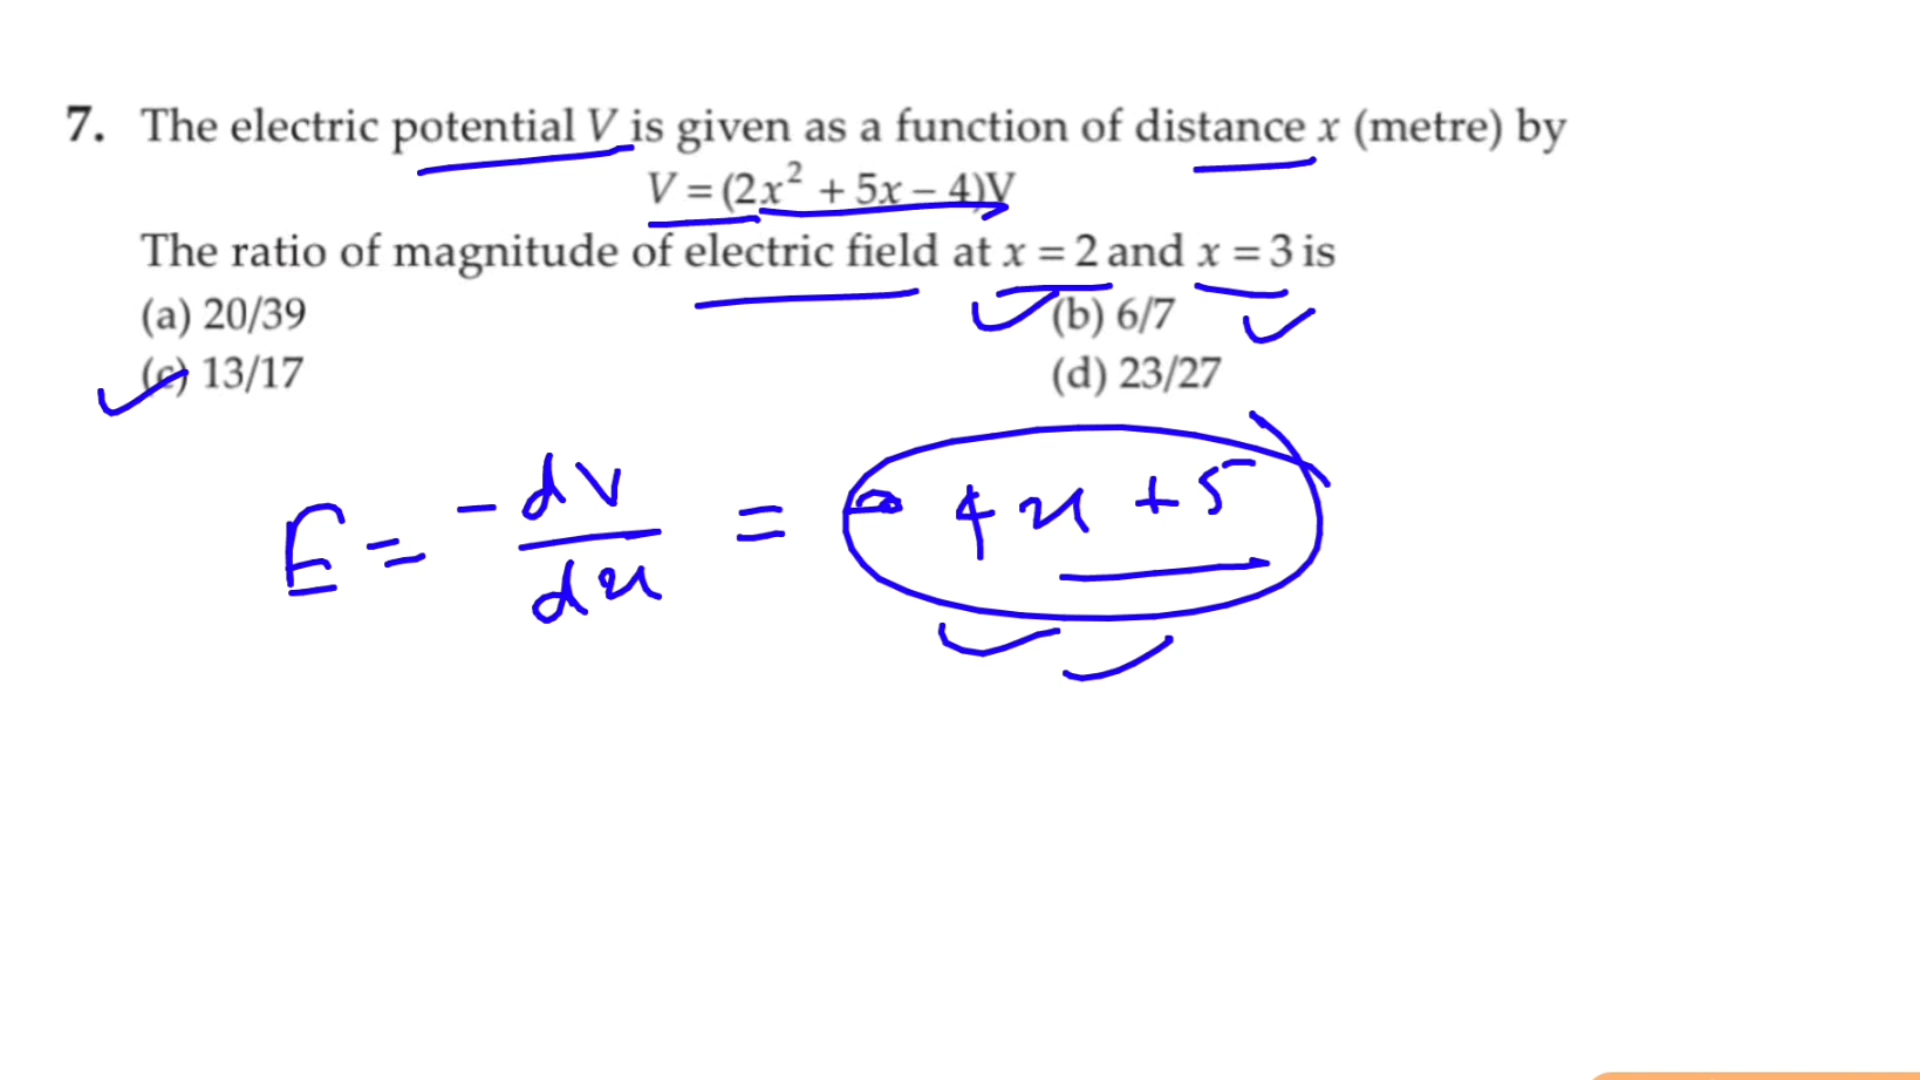 7. The electric potential V is given as a function of distance x (metre) by
V = (2x² + 5x – 4)V
The ratio of magnitude of electric field at x = 2 and x = 3 is
(a) 20/39 (b) 6/7
(c) 13/17 (d) 23/27
E = -dV/dx = 4x + 5